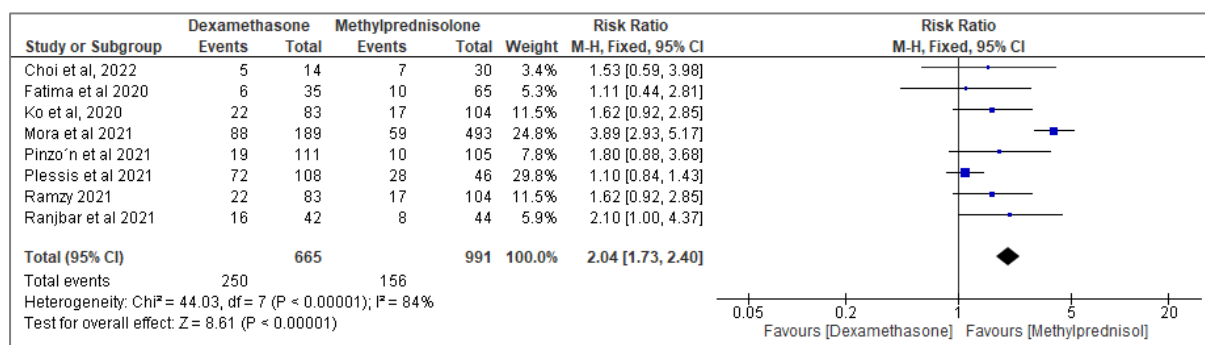 Dexamethasone Methylprednisolone Risk Ratio Risk Ratio
Study or Subgroup Events Total Events Total Weight M-H, Fixed, 95% CI M-H, Fixed, 95% CI
Choi et al, 2022 5 14 7 30 3.4% 1.53 [0.59, 3.98]
Fatima et al 2020 6 35 10 65 5.3% 1.11 [0.44, 2.81]
Ko et al, 2020 22 83 17 104 11.5% 1.62 [0.92, 2.85]
Mora et al 2021 88 189 59 493 24.8% 3.89 [2.93, 5.17]
Pinzo´n et al 2021 19 111 10 105 7.8% 1.80 [0.88, 3.68]
Plessis et al 2021 72 108 28 46 29.8% 1.10 [0.84, 1.43]
Ramzy 2021 22 83 17 104 11.5% 1.62 [0.92, 2.85]
Ranjbar et al 2021 16 42 8 44 5.9% 2.10 [1.00, 4.37]
Total (95% CI) 665 991 100.0% 2.04 [1.73, 2.40]
Total events 250 156
Heterogeneity: Chi² = 44.03, df = 7 (P < 0.00001); I² = 84%
Test for overall effect: Z = 8.61 (P < 0.00001)
0.05 0.2 1 5 20
Favours [Dexamethasone] Favours [Methylprednisol]